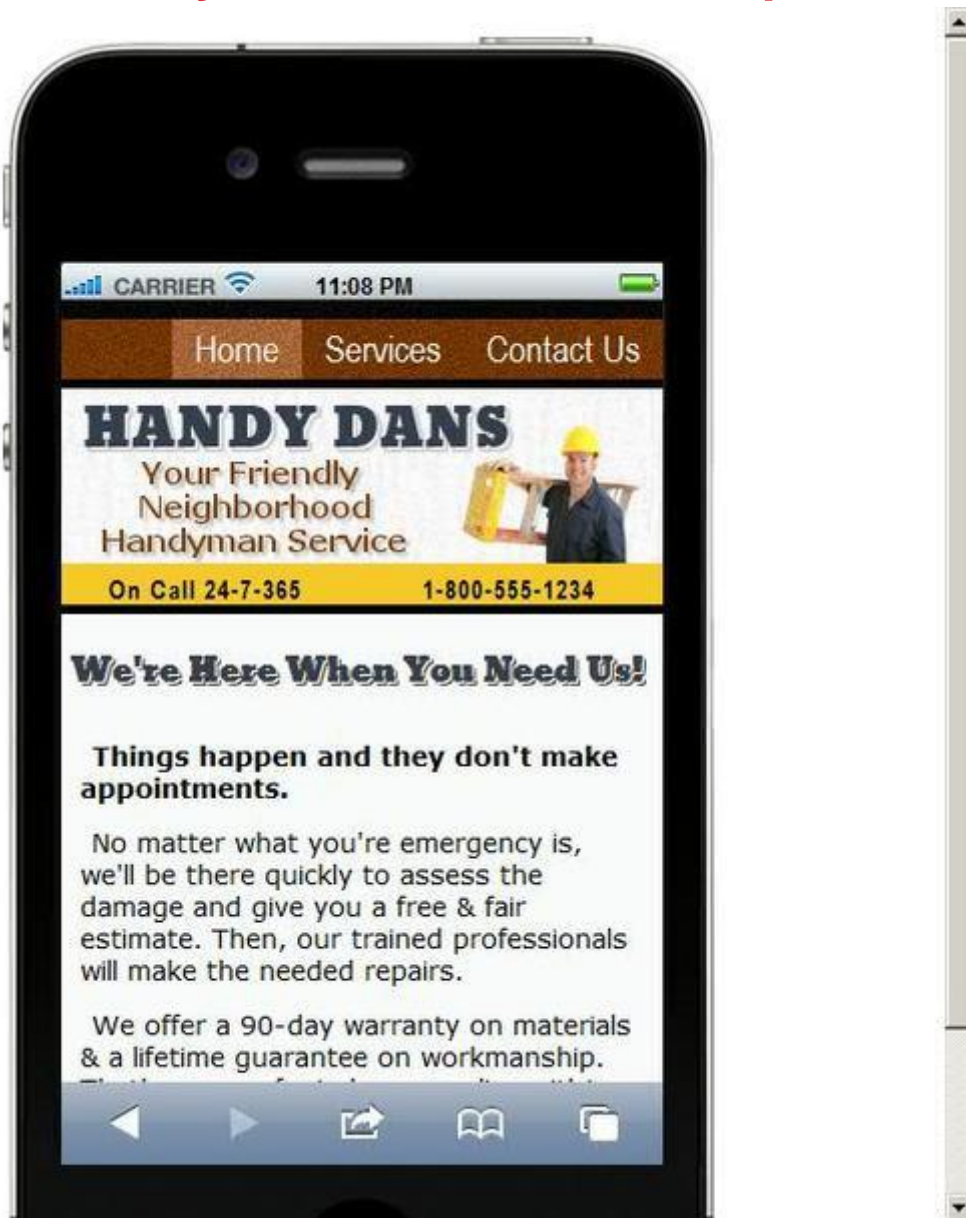 CARRIER 11:08 PM
Home Services Contact Us
HANDY DANS
Your Friendly
Neighborhood
Handyman Service
On Call 24-7-365 1-800-555-1234
We're Here When You Need Us!
Things happen and they don't make
appointments.
No matter what you're emergency is,
we'll be there quickly to assess the
damage and give you a free & fair
estimate. Then, our trained professionals
will make the needed repairs.
We offer a 90-day warranty on materials
& a lifetime guarantee on workmanship.